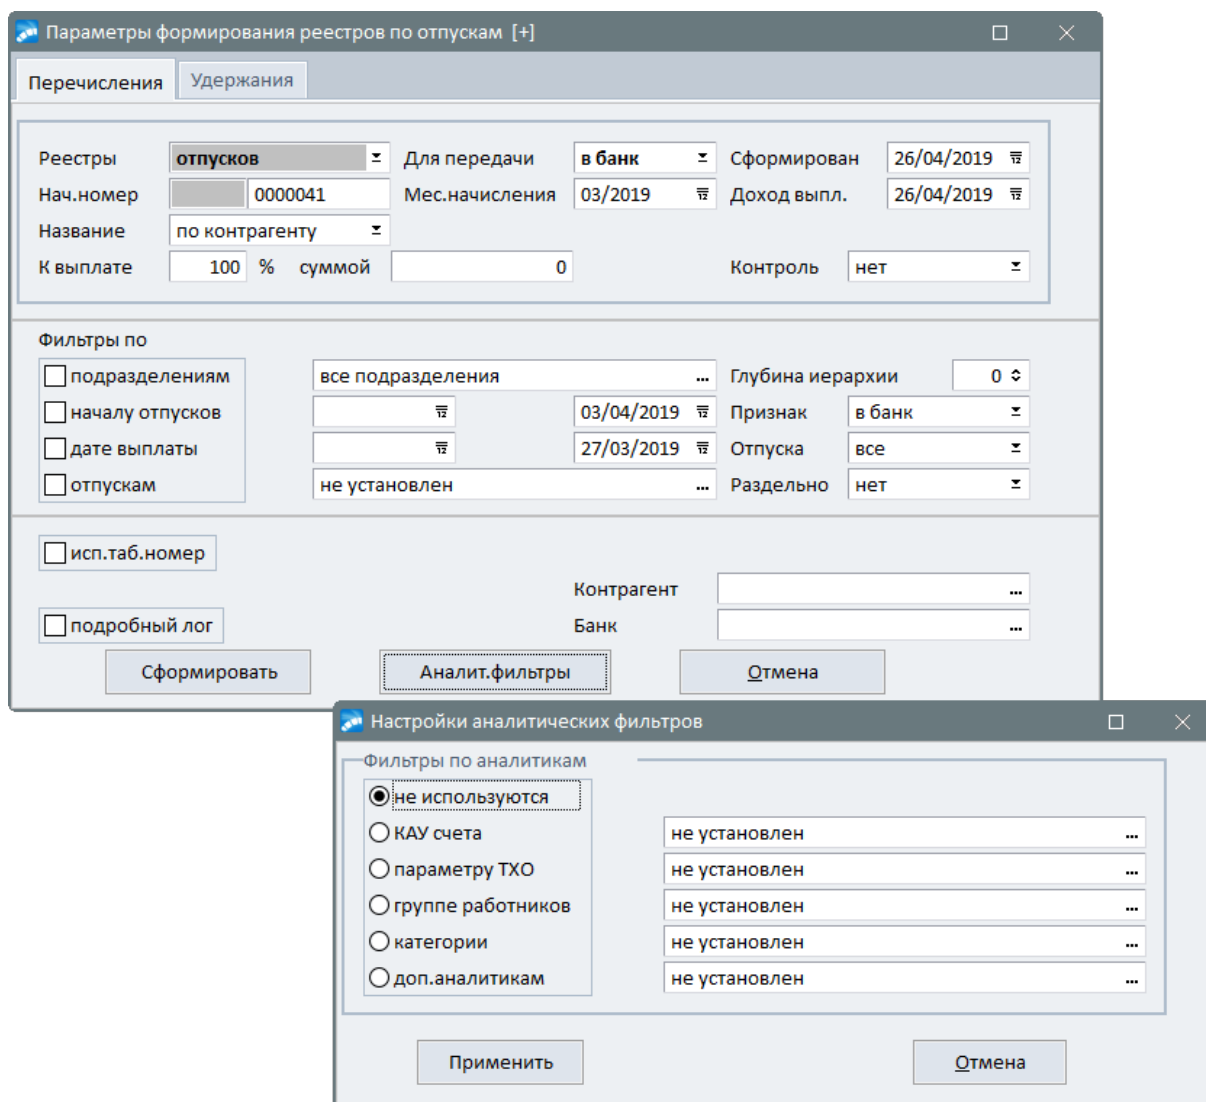 Параметры формирования реестров по отпускам [+]
Перечисления Удержания
Реестры отпусков Для передачи в банк Сформирован 26/04/2019
Нач.номер 0000041 Мес.начисления 03/2019 Доход выпл. 26/04/2019
Название по контрагенту
К выплате 100 % суммой 0 Контроль нет
Фильтры по
подразделениям все подразделения ... Глубина иерархии 0
началу отпусков 03/04/2019 Признак в банк
дате выплаты 27/03/2019 Отпуска все
отпускам не установлен ... Раздельно нет
исп.таб.номер
Контрагент ...
подробный лог Банк ...
Сформировать Аналит.фильтры Отмена
Настройки аналитических фильтров
Фильтры по аналитикам
не используются
КАУ счета не установлен ...
параметру ТХО не установлен ...
группе работников не установлен ...
категории не установлен ...
доп.аналитикам не установлен ...
Применить Отмена